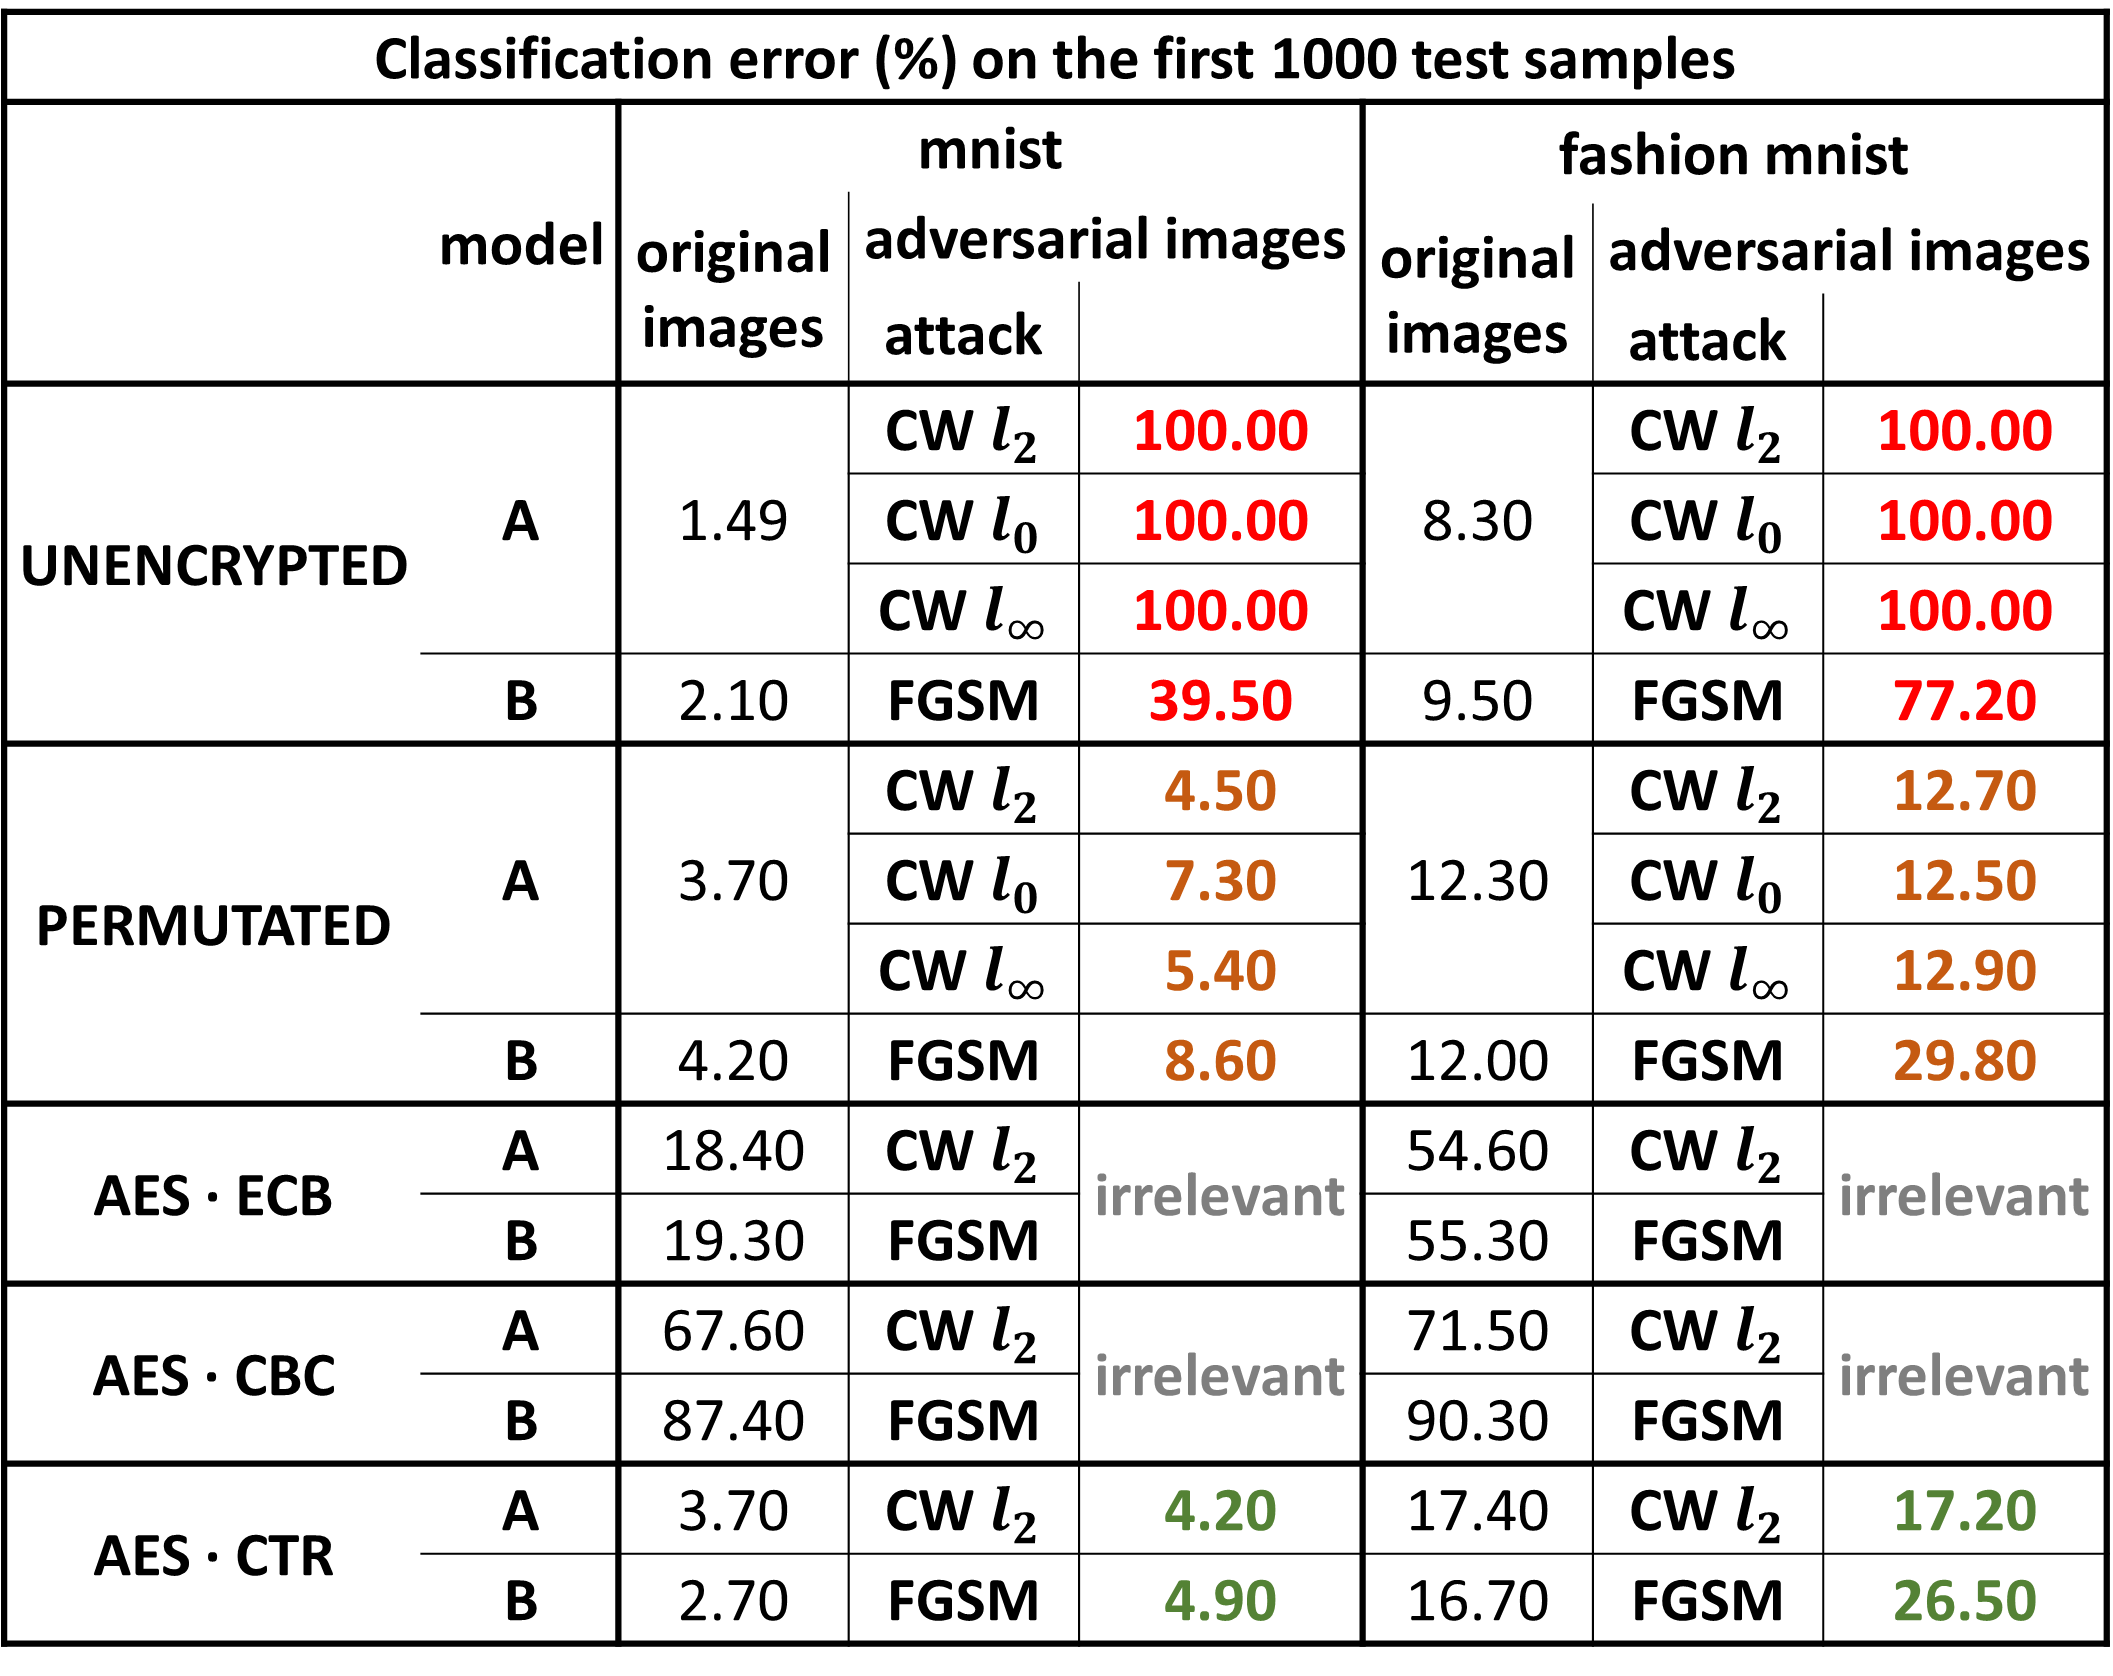 Classification error (%) on the first 1000 test samples
mnist
fashion mnist
model
original images
adversarial images
original images
adversarial images
attack
attack
UNENCRYPTED
A
1.49
CW l₂
100.00
8.30
CW l₂
100.00
CW l₀
100.00
CW l₀
100.00
CW l∞
100.00
CW l∞
100.00
B
2.10
FGSM
39.50
9.50
FGSM
77.20
PERMUTATED
A
3.70
CW l₂
4.50
12.30
CW l₂
12.70
CW l₀
7.30
CW l₀
12.50
CW l∞
5.40
CW l∞
12.90
B
4.20
FGSM
8.60
12.00
FGSM
29.80
AES · ECB
A
18.40
CW l₂
irrelevant
54.60
CW l₂
irrelevant
B
19.30
FGSM
55.30
FGSM
AES · CBC
A
67.60
CW l₂
irrelevant
71.50
CW l₂
irrelevant
B
87.40
FGSM
90.30
FGSM
AES · CTR
A
3.70
CW l₂
4.20
17.40
CW l₂
17.20
B
2.70
FGSM
4.90
16.70
FGSM
26.50